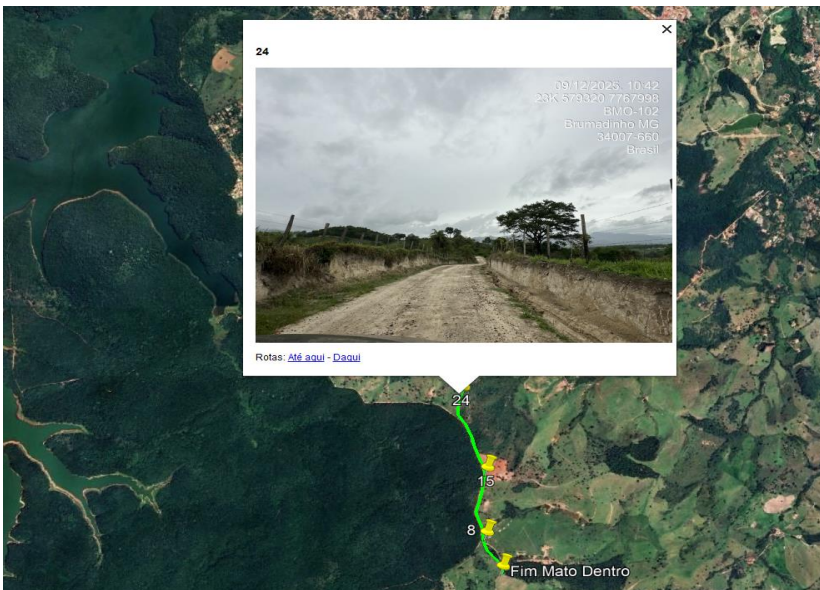 24
09/12/2025, 10:42
23K 579320 7767998
BMO-102
Brumadinho MG
34007-660
Brasil
Rotas: Até aqui - Daqui
24
15
8
Fim Mato Dentro